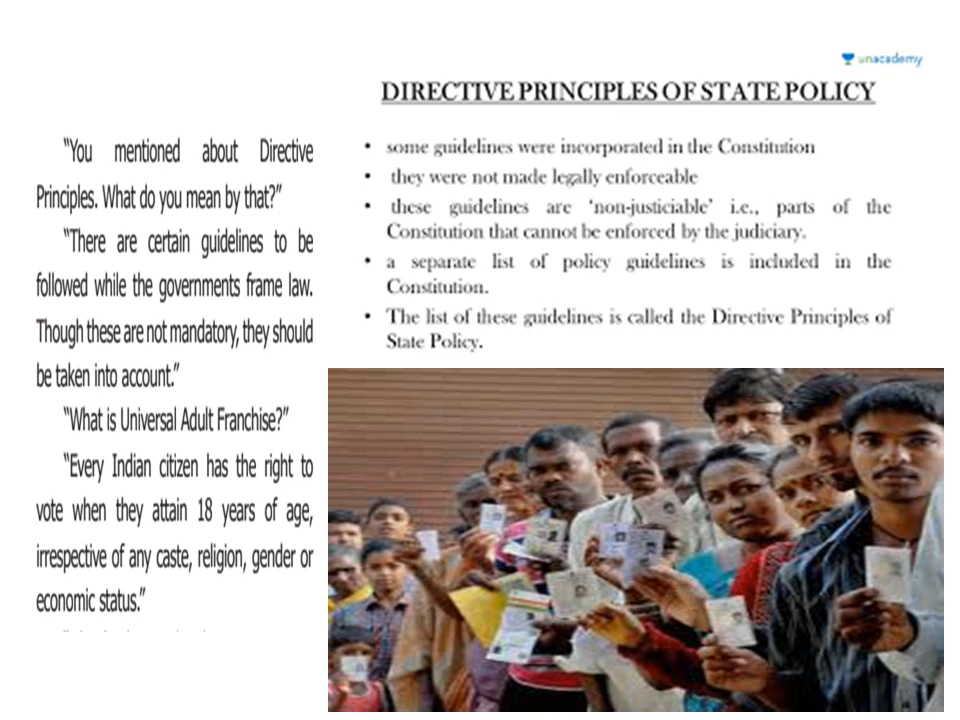 unacademy
DIRECTIVE PRINCIPLES OF STATE POLICY
“You mentioned about Directive
Principles. What do you mean by that?”
“There are certain guidelines to be
followed while the governments frame law.
Though these are not mandatory, they should
be taken into account.”
“What is Universal Adult Franchise?”
“Every Indian citizen has the right to
vote when they attain 18 years of age,
irrespective of any caste, religion, gender or
economic status.”
• some guidelines were incorporated in the Constitution
• they were not made legally enforceable
• these guidelines are ‘non-justiciable’ i.e., parts of the
Constitution that cannot be enforced by the judiciary.
• a separate list of policy guidelines is included in the
Constitution.
• The list of these guidelines is called the Directive Principles of
State Policy.